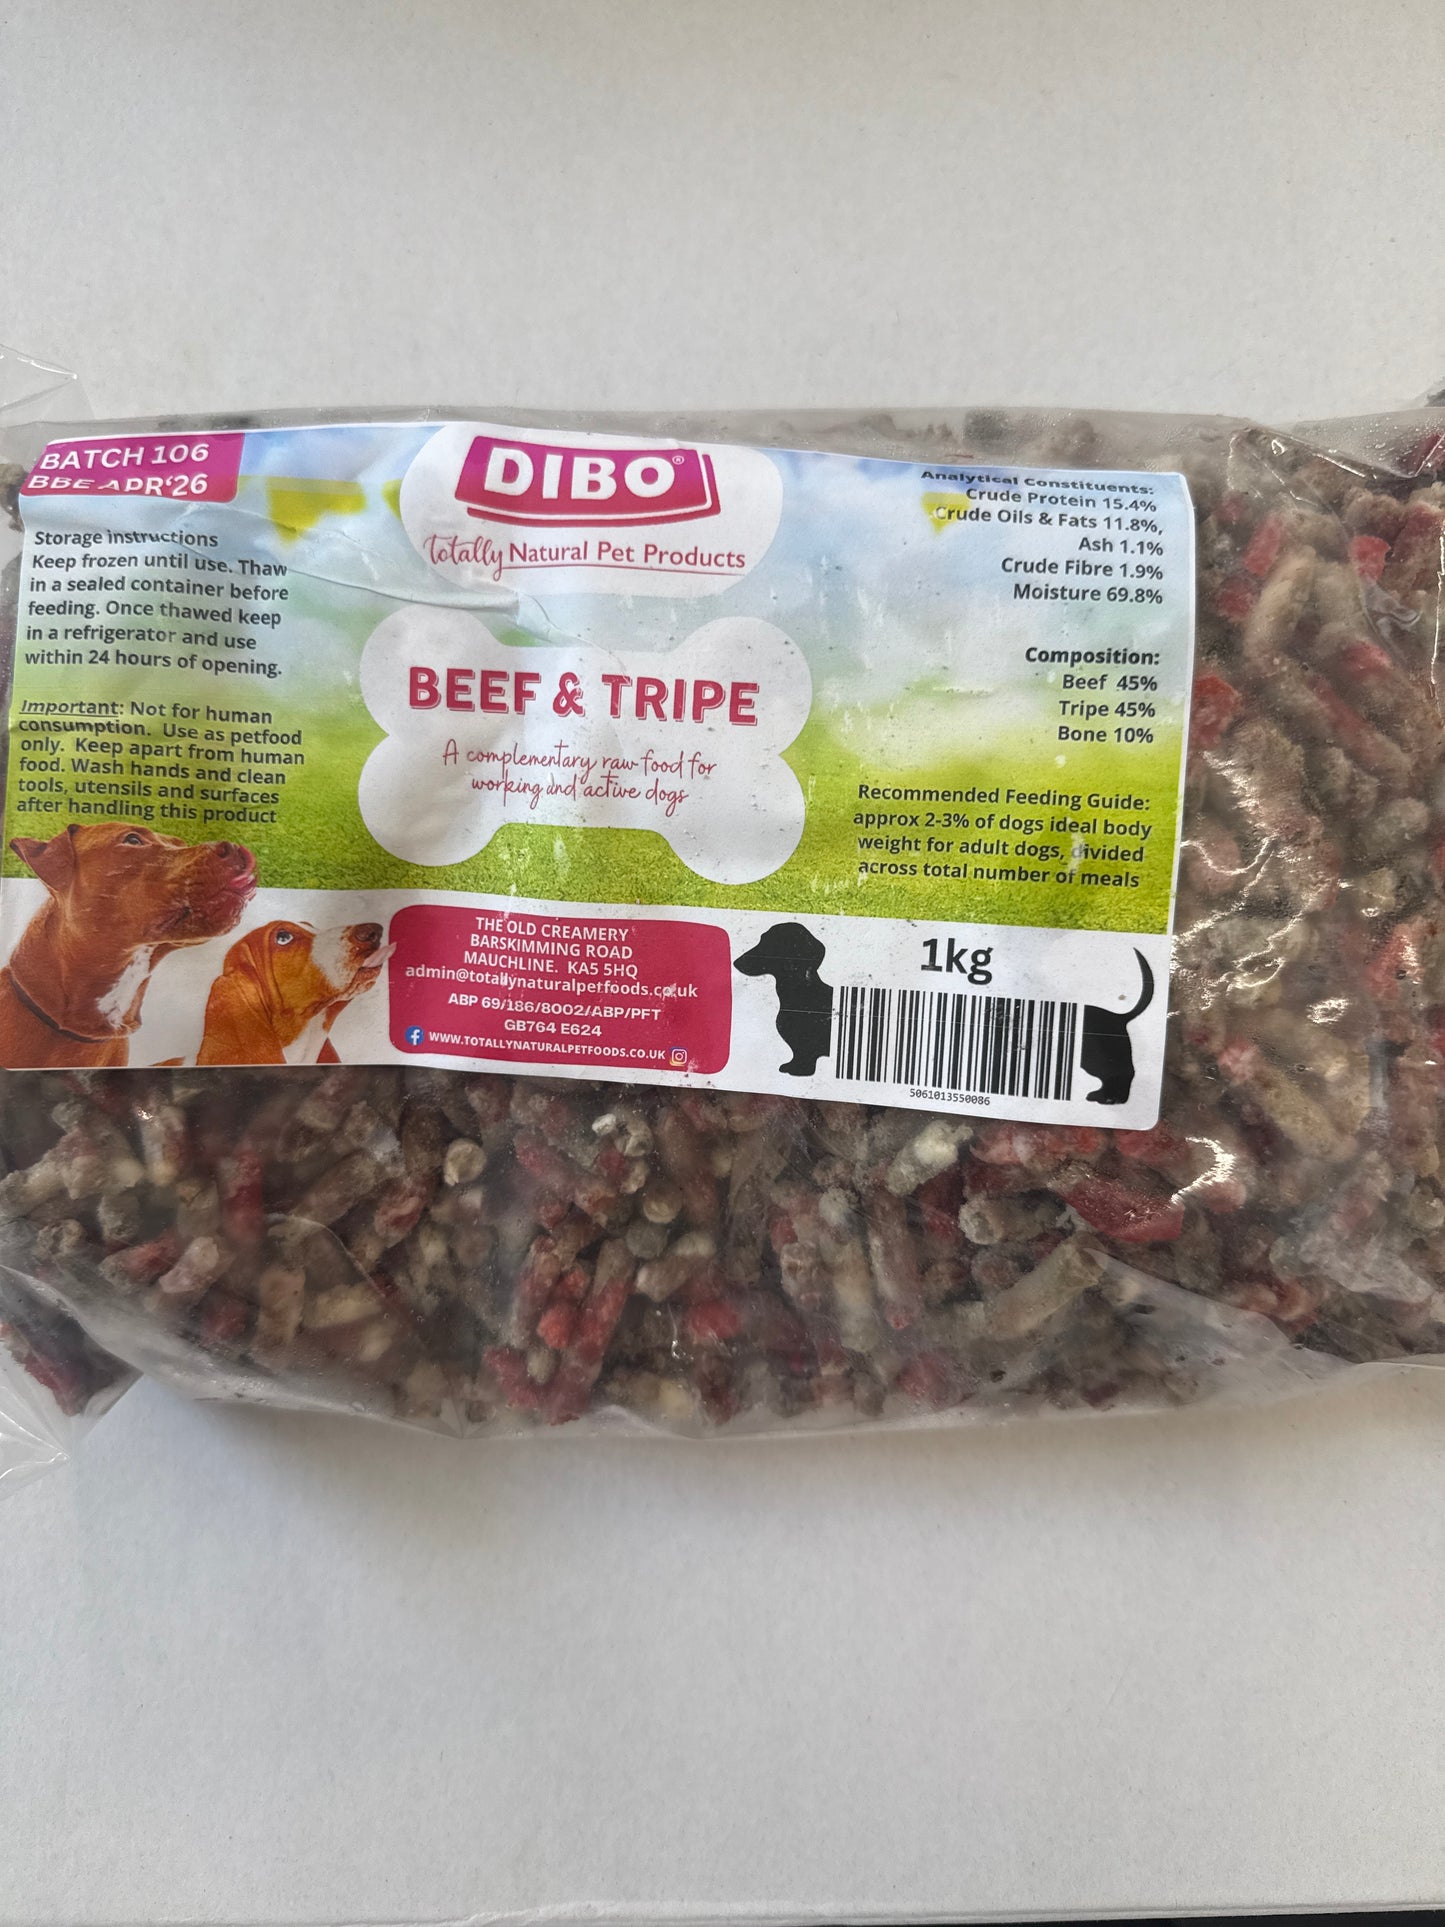 BATCH 106
BBE APR'26
Storage instructions
Keep frozen until use. Thaw
in a sealed container before
feeding. Once thawed keep
in a refrigerator and use
within 24 hours of opening.
Important: Not for human
consumption. Use as petfood
only. Keep apart from human
food. Wash hands and clean
tools, utensils and surfaces
after handling this product
DIBO®
Totally Natural Pet Products
BEEF & TRIPE
A complementary raw food for
working and active dogs
Analytical Constituents:
Crude Protein 15.4%
Crude Oils & Fats 11.8%,
Ash 1.1%
Crude Fibre 1.9%
Moisture 69.8%
Composition:
Beef 45%
Tripe 45%
Bone 10%
Recommended Feeding Guide:
approx 2-3% of dogs ideal body
weight for adult dogs, divided
across total number of meals
THE OLD CREAMERY
BARSKIMMING ROAD
MAUCHLINE. KA5 5HQ
admin@totallynaturalpetfoods.co.uk
ABP 69/186/8002/ABP/PFT
GB764 E624
WWW.TOTALLYNATURALPETFOODS.CO.UK
1kg
5061013550086